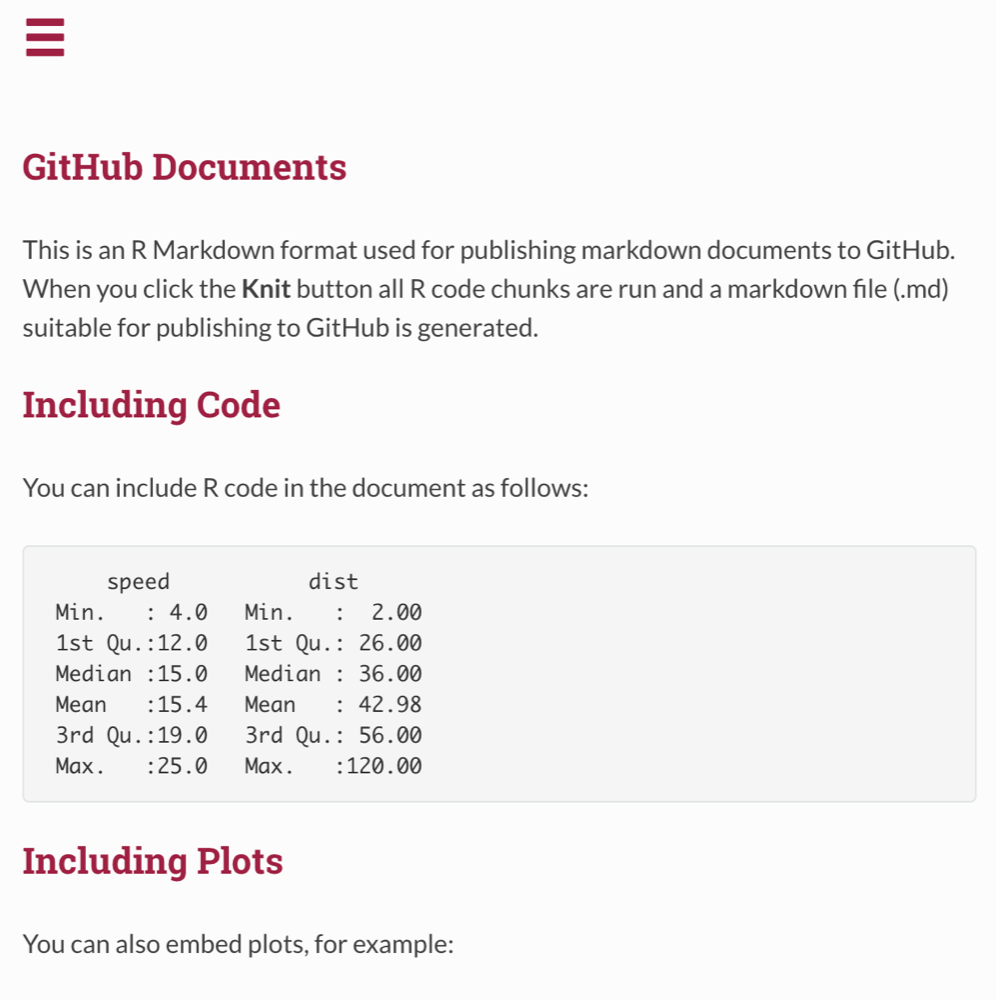 GitHub Documents
This is an R Markdown format used for publishing markdown documents to GitHub.
When you click the Knit button all R code chunks are run and a markdown file (.md)
suitable for publishing to GitHub is generated.
Including Code
You can include R code in the document as follows:
     speed           dist
Min.   : 4.0   Min.   :  2.00
1st Qu.:12.0   1st Qu.: 26.00
Median :15.0   Median : 36.00
Mean   :15.4   Mean   : 42.98
3rd Qu.:19.0   3rd Qu.: 56.00
Max.   :25.0   Max.   :120.00
Including Plots
You can also embed plots, for example: